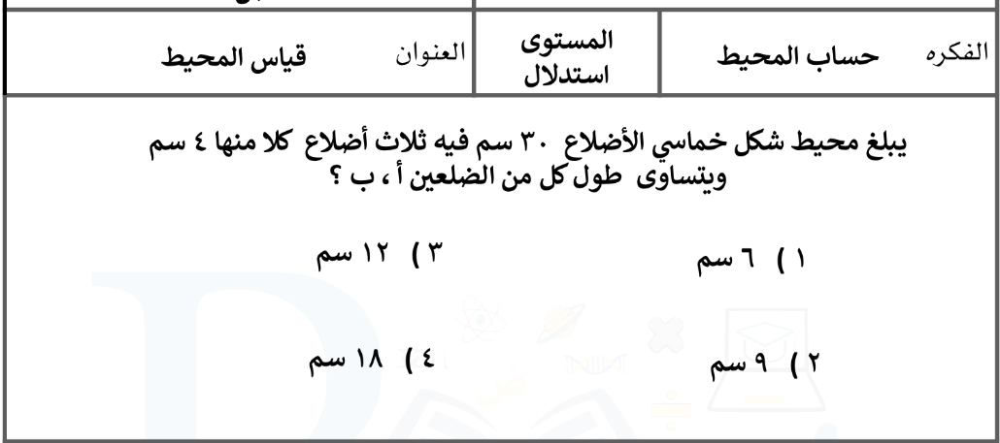 الفكره حساب المحيط المستوى استدلال العنوان قياس المحيط
يبلغ محيط شكل خماسي الأضلاع ٣٠ سم فيه ثلاث أضلاع كلا منها ٤ سم
ويتساوى طول كل من الضلعين أ ، ب ؟
١ ) ٦ سم
٣ ) ١٢ سم
٢ ) ٩ سم
٤ ) ١٨ سم